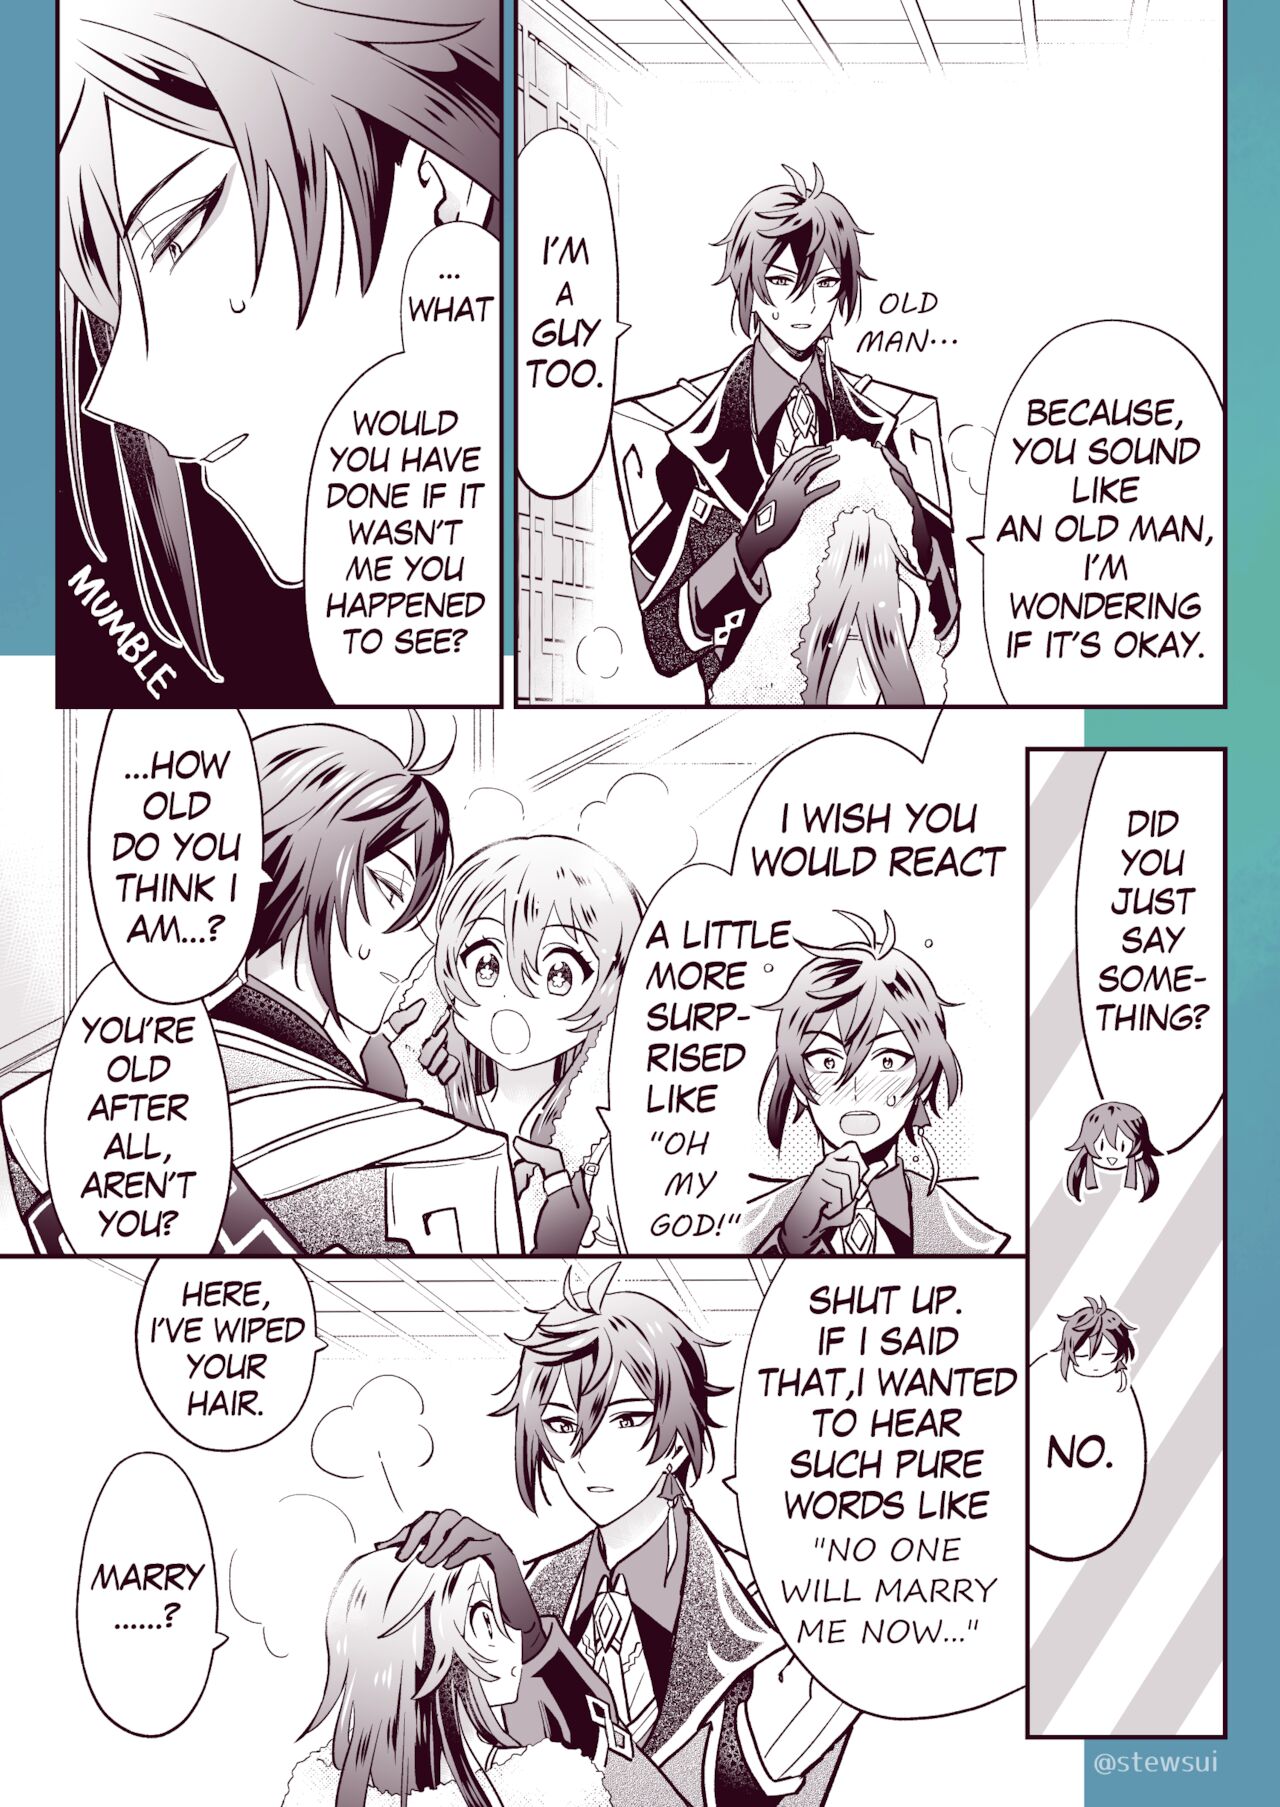 BECAUSE,
YOU SOUND
LIKE
AN OLD MAN,
I'M
WONDERING
IF IT'S OKAY.
OLD
MAN...
I'M
A
GUY
TOO.
...
WHAT
WOULD
YOU HAVE
DONE IF IT
WASN'T
ME YOU
HAPPENED
TO SEE?
MUMBLE
DID
YOU
JUST
SAY
SOME-
THING?
NO.
I WISH YOU
WOULD REACT
A LITTLE
MORE
SURP-
RISED
LIKE
"OH
MY
GOD!"
...HOW
OLD
DO YOU
THINK I
AM...?
YOU'RE
OLD
AFTER
ALL,
AREN'T
YOU?
SHUT UP.
IF I SAID
THAT,I WANTED
TO HEAR
SUCH PURE
WORDS LIKE
"NO ONE
WILL MARRY
ME NOW..."
HERE,
I'VE WIPED
YOUR
HAIR.
MARRY
......?
@stewsui